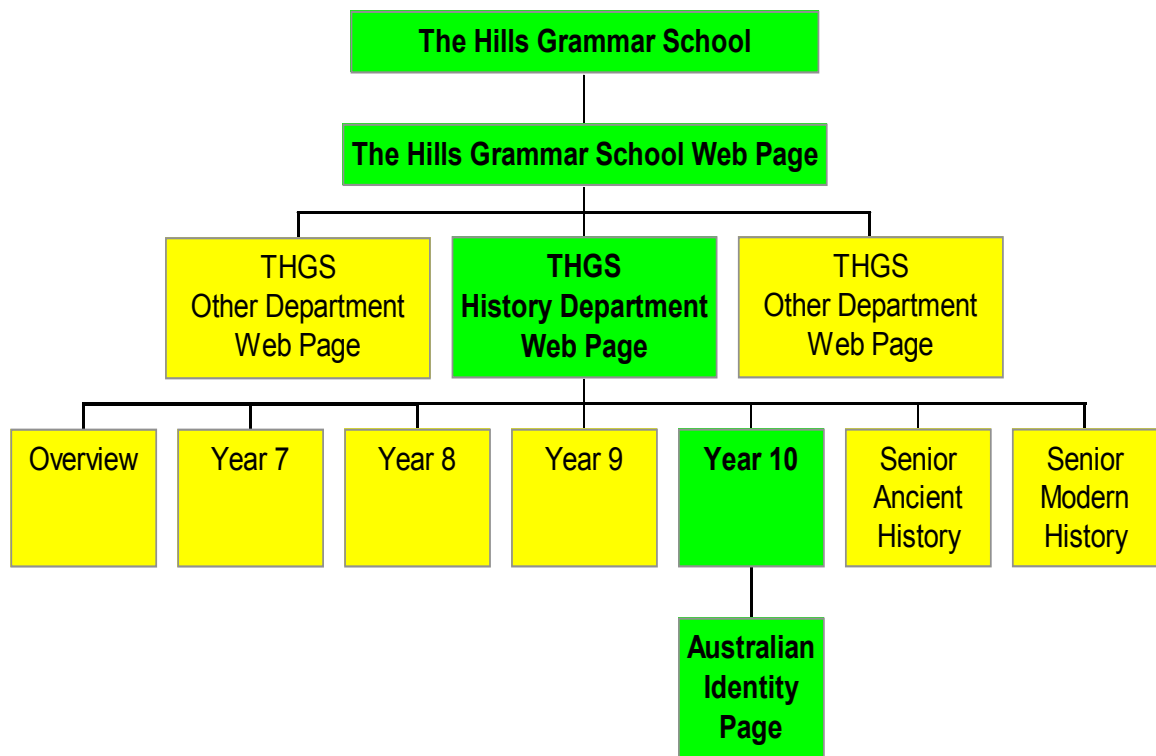 The Hills Grammar School
The Hills Grammar School Web Page
THGS
Other Department
Web Page
THGS
History Department
Web Page
THGS
Other Department
Web Page
Overview
Year 7
Year 8
Year 9
Year 10
Senior
Ancient
History
Senior
Modern
History
Australian
Identity
Page